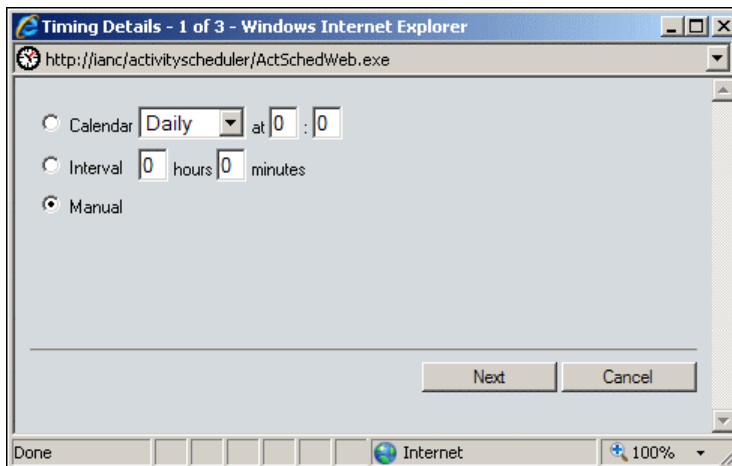 Timing Details - 1 of 3 - Windows Internet Explorer
http://ianc/activityscheduler/ActSchedWeb.exe
Calendar Daily at 0 : 0
Interval 0 hours 0 minutes
Manual
Next Cancel
Done Internet 100%